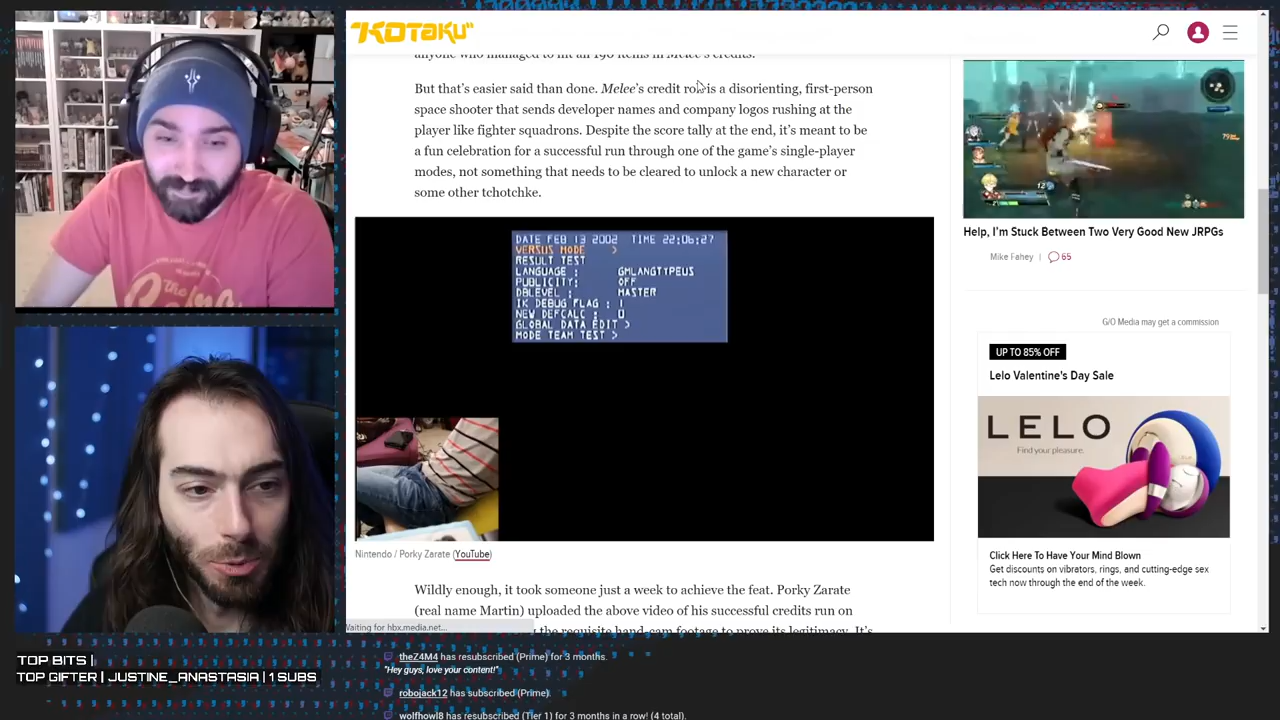 KOTAKU
anyone who managed to hit all 190 items in Melee's credits.
But that's easier said than done. Melee's credit roll is a disorienting, first-person
space shooter that sends developer names and company logos rushing at the
player like fighter squadrons. Despite the score tally at the end, it's meant to be
a fun celebration for a successful run through one of the game's single-player
modes, not something that needs to be cleared to unlock a new character or
some other tchotchke.
DATE FEB 13 2002 TIME 22:06:27
VERSUS MODE >
RESULT TEST
LANGUAGE : GMLANGTYPEUS
PUBLICITY: OFF
DBLEVEL : MASTER
IK DEBUG FLAG : 1
NEW DEFCALC: 0
GLOBAL DATA EDIT >
MODE TEAM TEST >
Nintendo / Porky Zarate (YouTube)
Wildly enough, it took someone just a week to achieve the feat. Porky Zarate
(real name Martin) uploaded the above video of his successful credits run on
the requisite hand-cam footage to prove its legitimacy. It's
Waiting for hbx.media.net...
Help, I'm Stuck Between Two Very Good New JRPGs
Mike Fahey | 65
G/O Media may get a commission
UP TO 85% OFF
Lelo Valentine's Day Sale
LELO
Find your pleasure.
Click Here To Have Your Mind Blown
Get discounts on vibrators, rings, and cutting-edge sex
tech now through the end of the week.
TOP BITS |
TOP GIFTER | JUSTINE_ANASTASIA | 1 SUBS
theZ4M4 has resubscribed (Prime) for 3 months.
"Hey guys, love your content!"
robojack12 has subscribed (Prime).
wolfhowl8 has resubscribed (Tier 1) for 3 months in a row! (4 total).